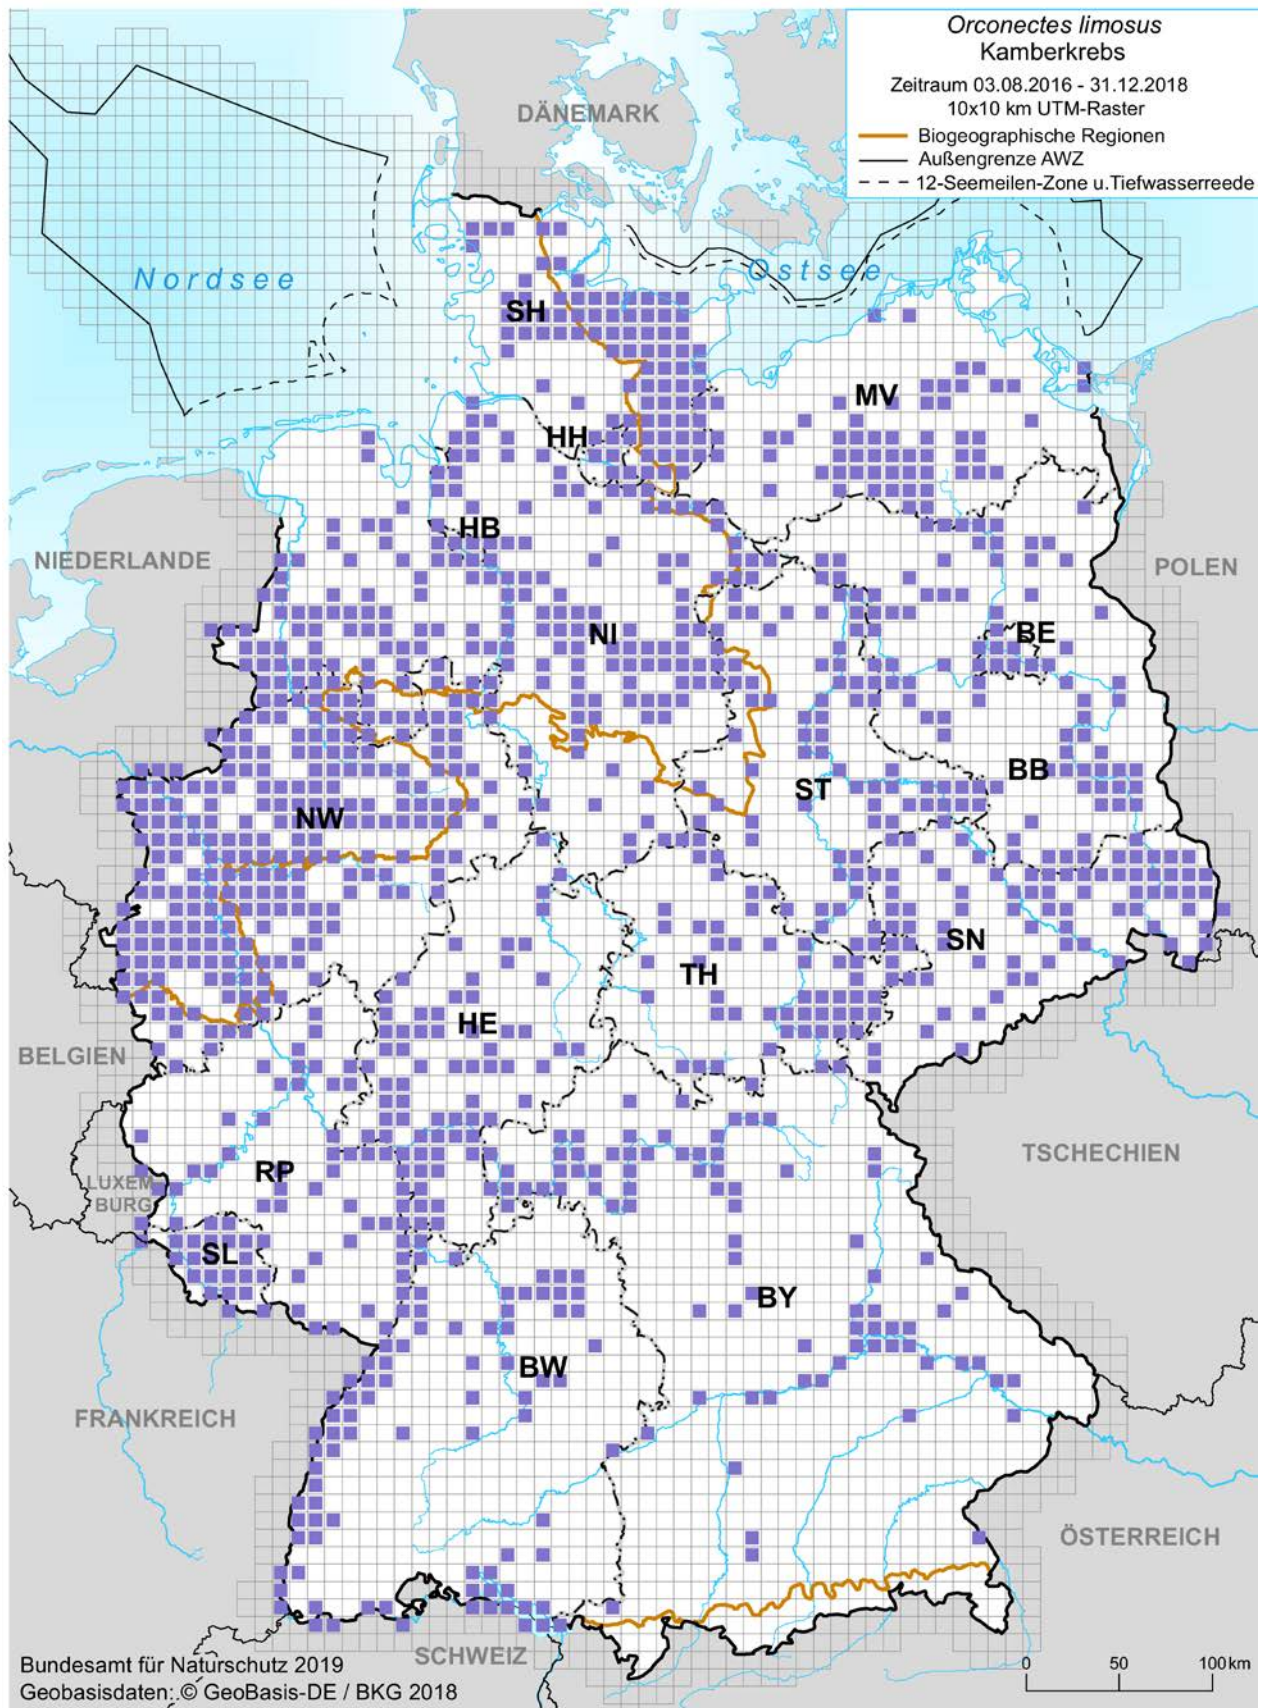 Orconectes limosus
Kamberkrebs
Zeitraum 03.08.2016 - 31.12.2018
10x10 km UTM-Raster
Biogeographische Regionen
Außengrenze AWZ
12-Seemeilen-Zone u.Tiefwasserreede
DÄNEMARK
Nordsee
Ostsee
SH
MV
HH
HB
NIEDERLANDE
POLEN
NI
BE
BB
ST
NW
SN
TH
HE
BELGIEN
TSCHECHIEN
RP
LUXEM
BURG
SL
BY
BW
FRANKREICH
ÖSTERREICH
SCHWEIZ
Bundesamt für Naturschutz 2019
Geobasisdaten:.© GeoBasis-DE / BKG 2018
0 50 100km